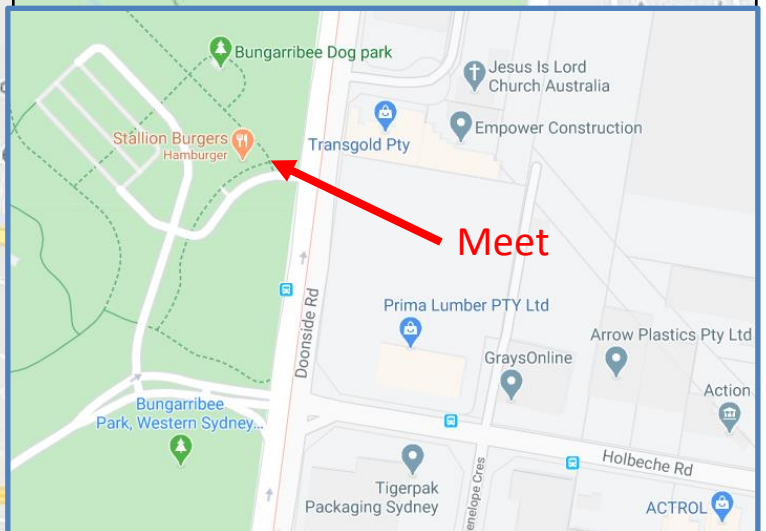 Bungarribee Dog park
Jesus Is Lord
Church Australia
Stallion Burgers
Hamburger
Transgold Pty
Empower Construction
Meet
Doonside Rd
Prima Lumber PTY Ltd
Arrow Plastics Pty Ltd
GraysOnline
Action
Bungarribee
Park, Western Sydney...
Holbeche Rd
Tigerpak
Packaging Sydney
enelope Cres
ACTROL